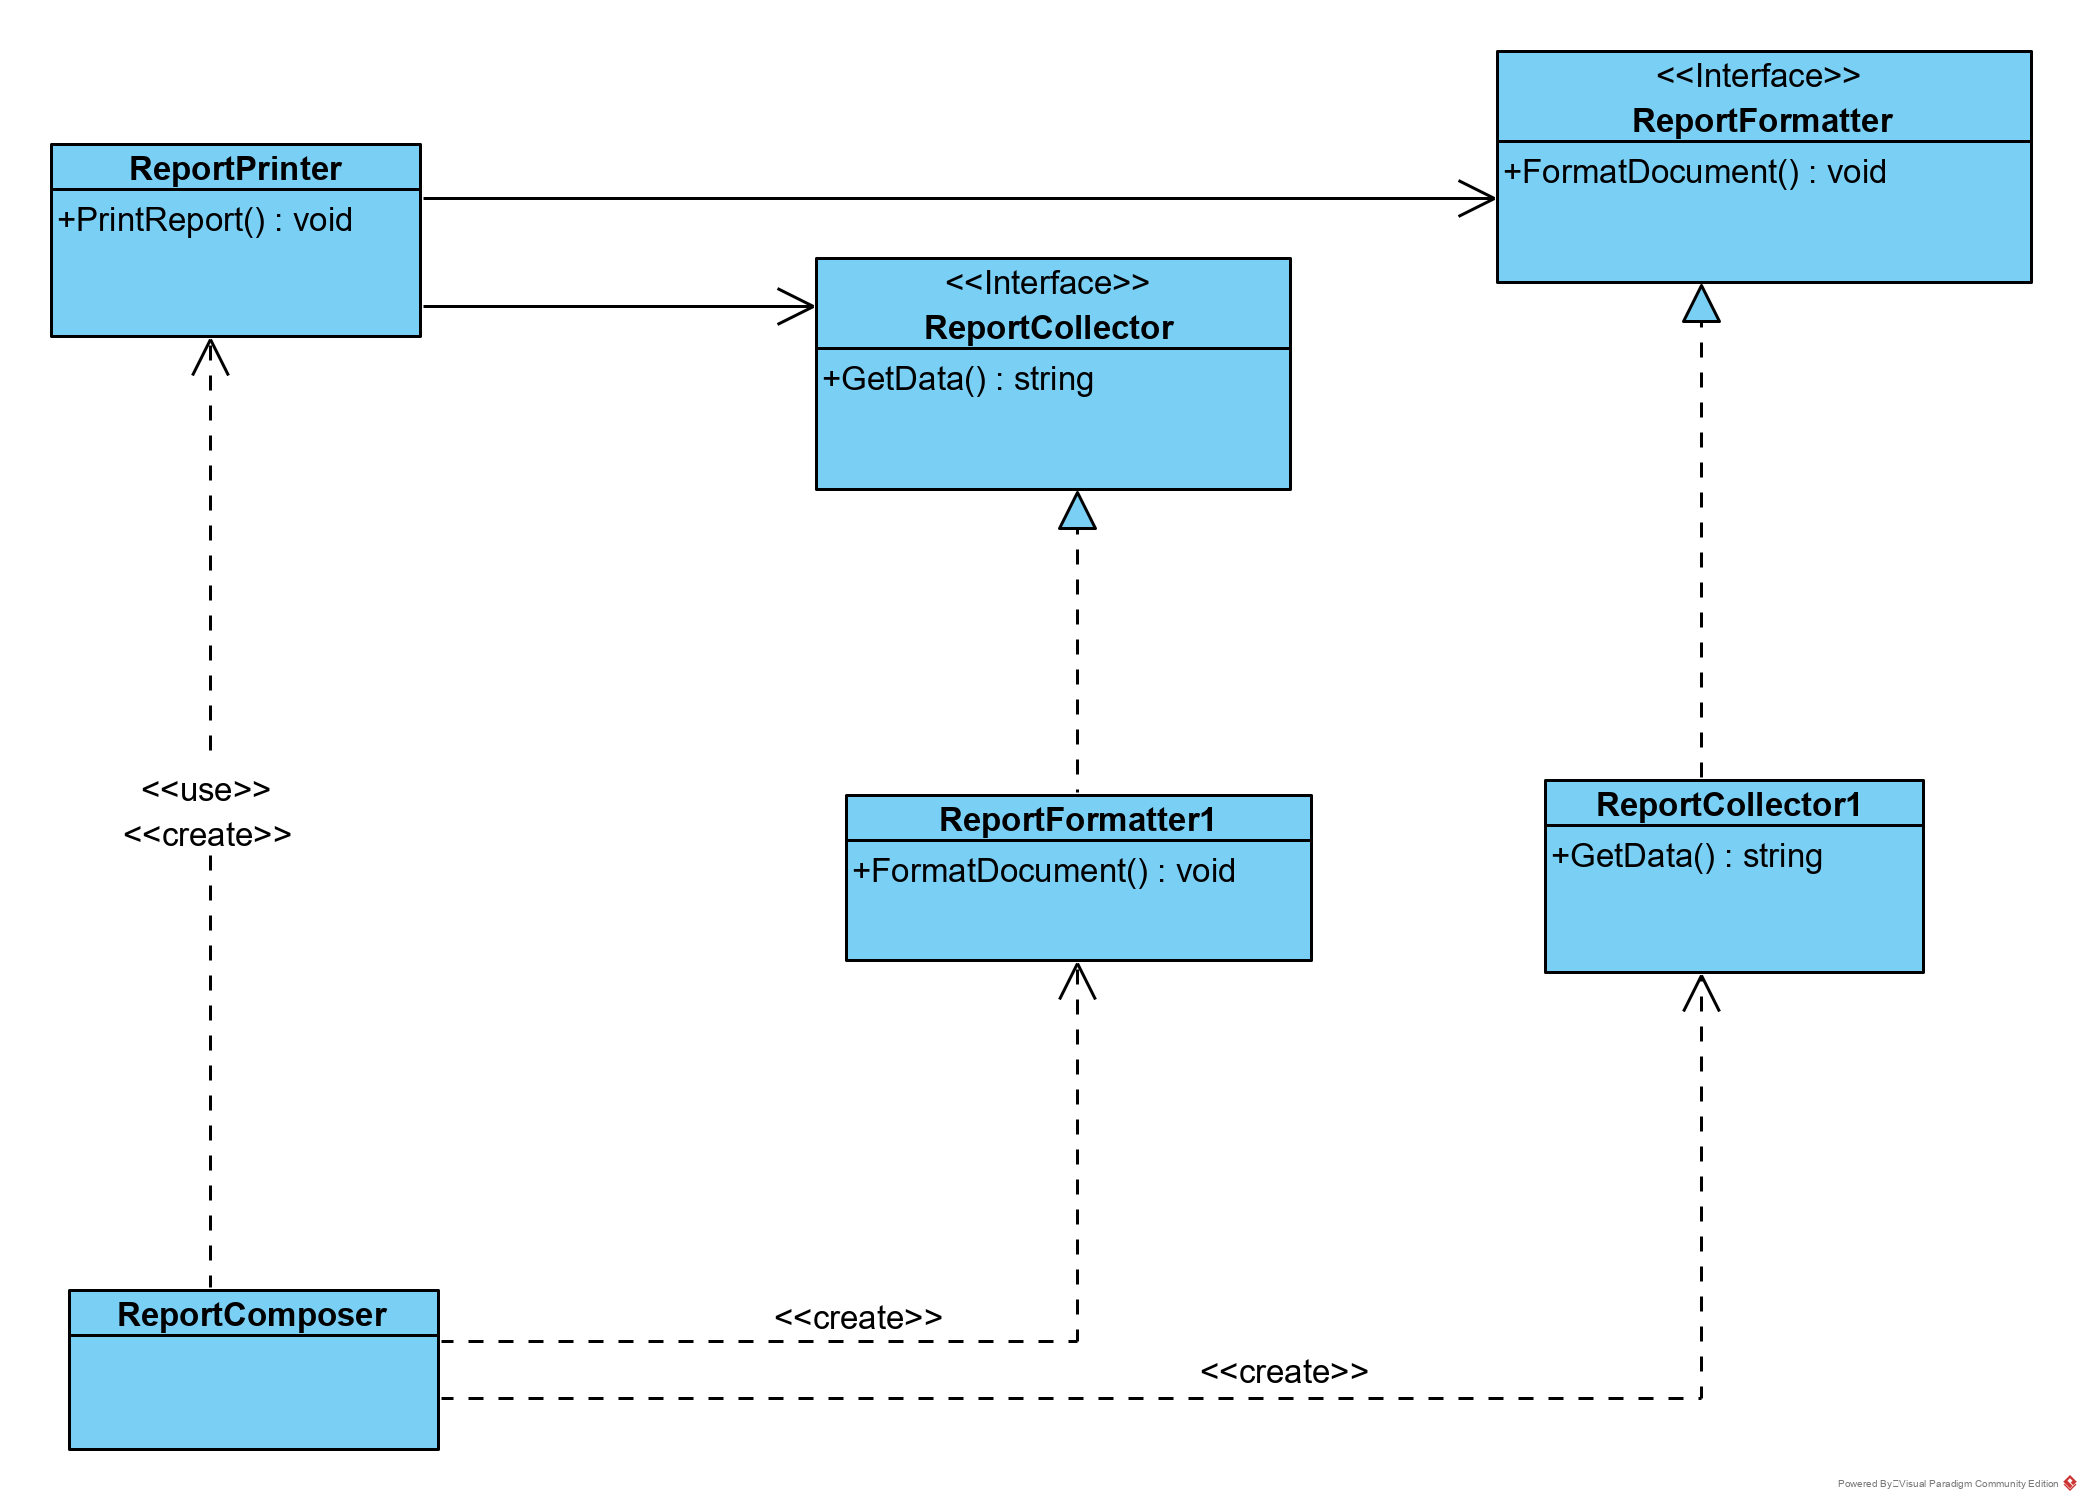 <<Interface>>
ReportFormatter
+FormatDocument() : void
ReportPrinter
+PrintReport() : void
<<Interface>>
ReportCollector
+GetData() : string
<<use>>
<<create>>
ReportFormatter1
+FormatDocument() : void
ReportCollector1
+GetData() : string
ReportComposer
<<create>>
<<create>>
Powered By Visual Paradigm Community Edition